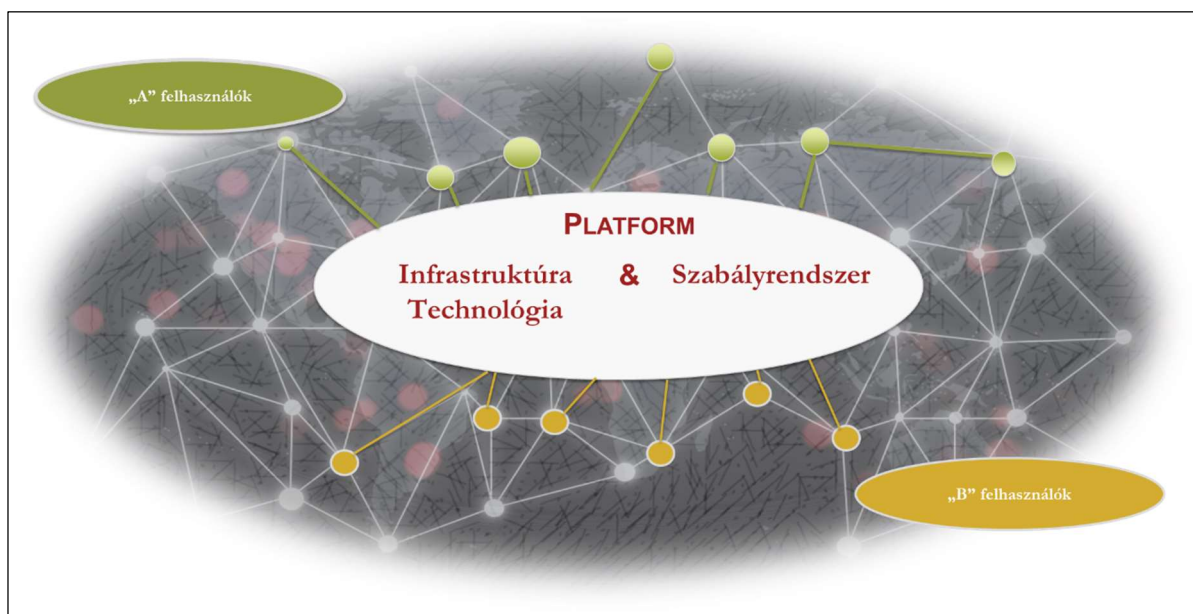 „A” felhasználók
PLATFORM
Infrastruktúra & Szabályrendszer
Technológia
„B” felhasználók